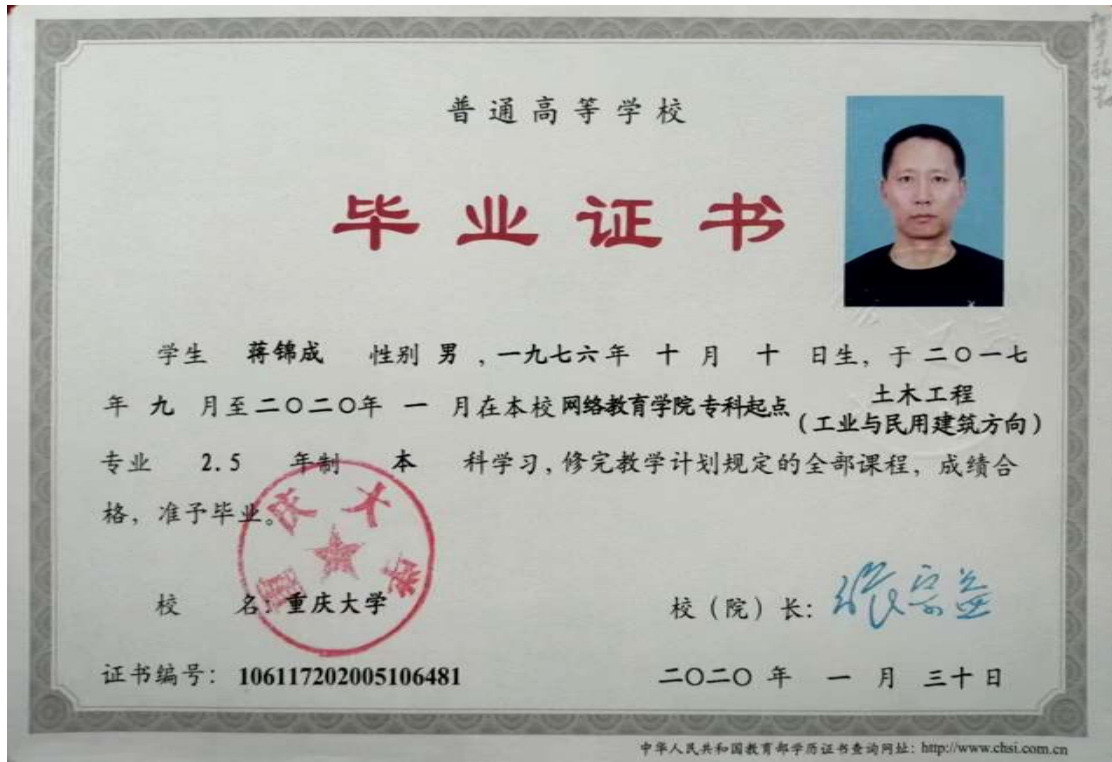 普通高等学校
毕业证书
学生 蒋锦成 性别 男 ,一九七六年 十 月 十 日生, 于二〇一七
年 九 月至二〇二〇年 一 月在本校 网络教育学院 专科起点 土木工程
(工业与民用建筑方向)
专业 2.5 年制 本 科学习, 修完教学计划规定的全部课程, 成绩合
格, 准予毕业。
重庆大学
校 名: 重庆大学
校(院)长: 张宗益
证书编号: 106117202005106481
二〇二〇 年 一 月 三十 日
中华人民共和国教育部学历证书查询网址: http://www.chsi.com.cn